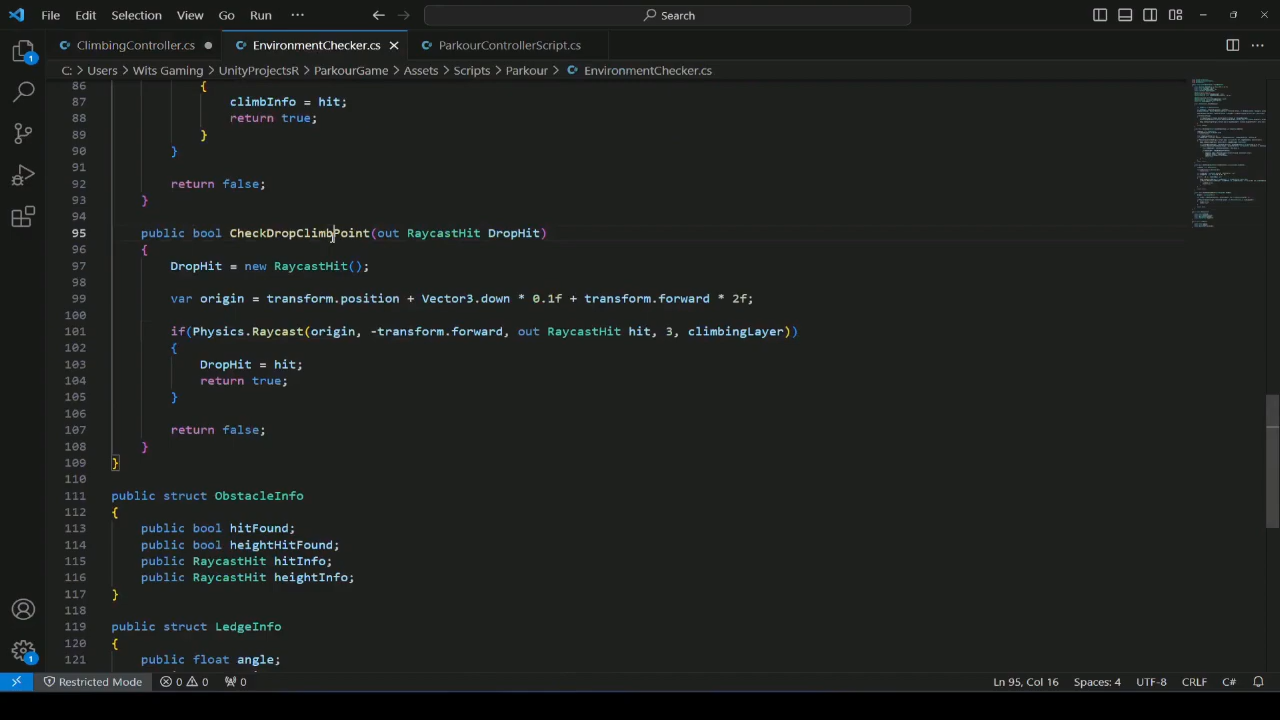 File Edit Selection View Go Run ··· Search
ClimbingController.cs EnvironmentChecker.cs ParkourControllerScript.cs
C: > Users > Wits Gaming > UnityProjectsR > ParkourGame > Assets > Scripts > Parkour > EnvironmentChecker.cs
86 {
87 climbInfo = hit;
88 return true;
89 }
90 }
91
92 return false;
93 }
94
95 public bool CheckDropClimbPoint(out RaycastHit DropHit)
96 {
97 DropHit = new RaycastHit();
98
99 var origin = transform.position + Vector3.down * 0.1f + transform.forward * 2f;
100
101 if(Physics.Raycast(origin, -transform.forward, out RaycastHit hit, 3, climbingLayer))
102 {
103 DropHit = hit;
104 return true;
105 }
106
107 return false;
108 }
109 }
110
111 public struct ObstacleInfo
112 {
113 public bool hitFound;
114 public bool heightHitFound;
115 public RaycastHit hitInfo;
116 public RaycastHit heightInfo;
117 }
118
119 public struct LedgeInfo
120 {
121 public float angle;
1
1
Restricted Mode 0 0 0 Ln 95, Col 16 Spaces: 4 UTF-8 CRLF C#